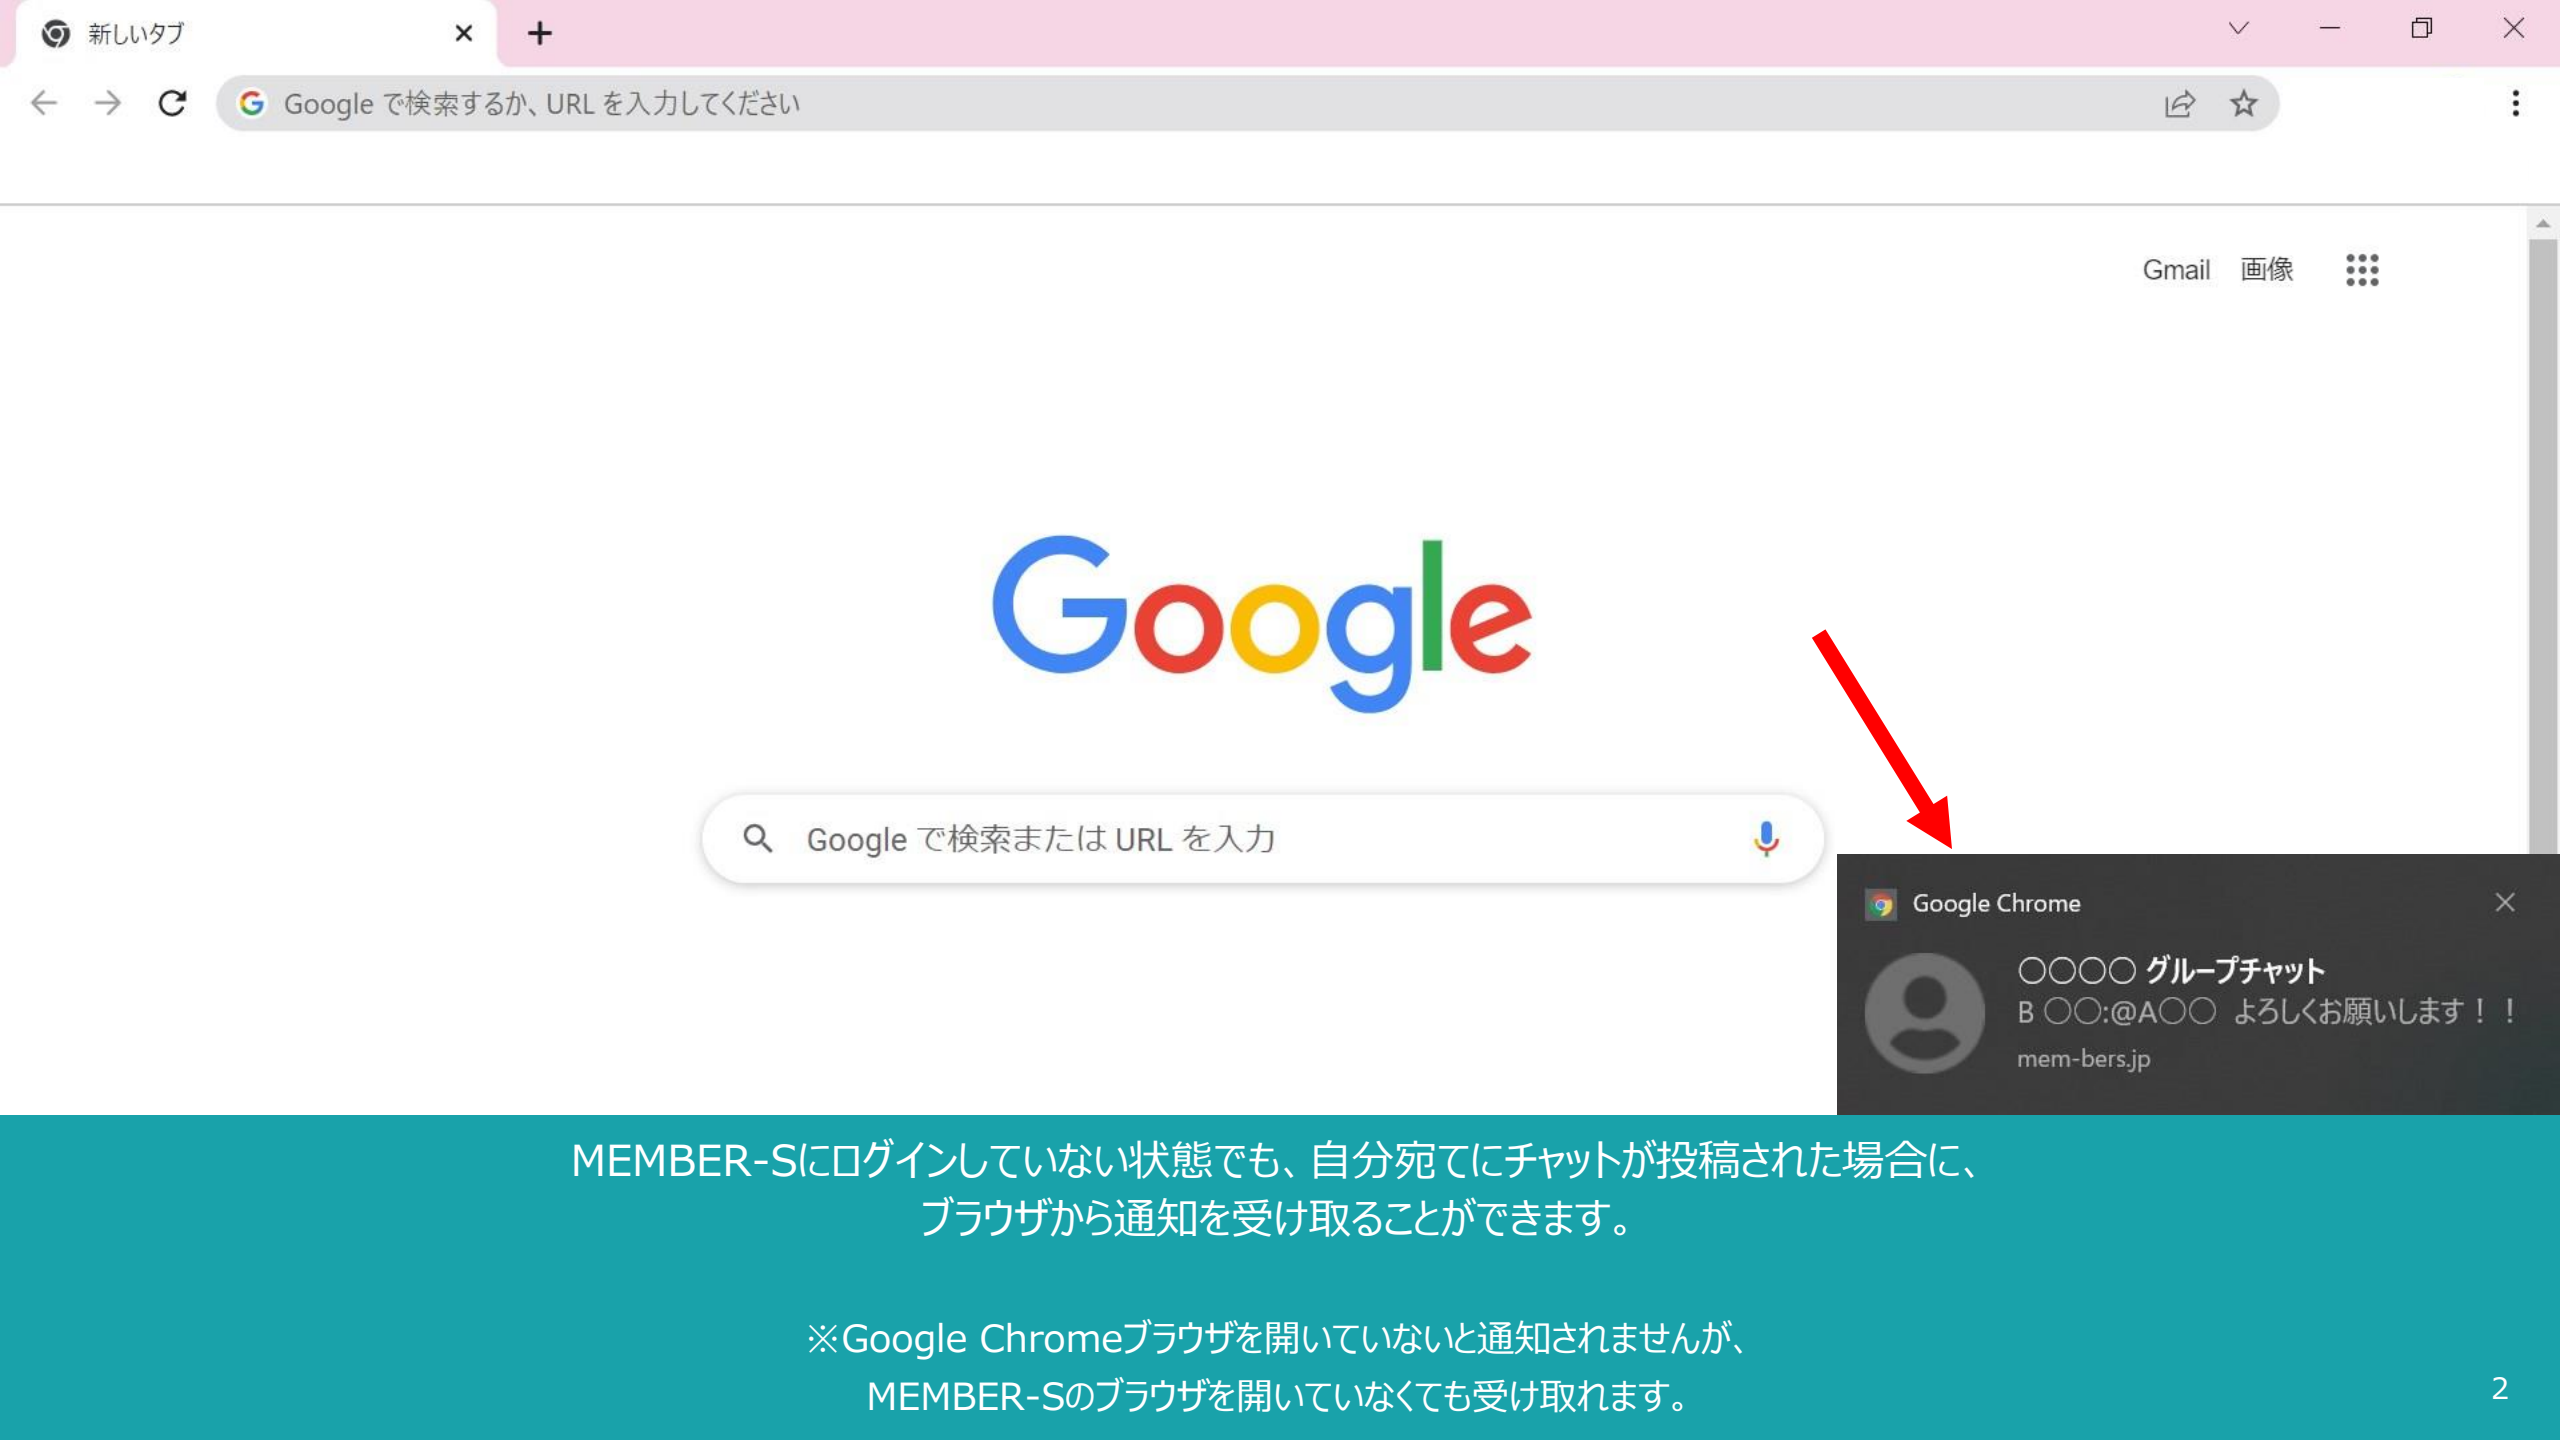 新しいタブ
Google で検索するか、URL を入力してください
Gmail 画像
Google
Google で検索または URL を入力
Google Chrome
〇〇〇〇 グループチャット
B 〇〇:@A〇〇 よろしくお願いします！！
mem-bers.jp
MEMBER-Sにログインしていない状態でも、自分宛てにチャットが投稿された場合に、
ブラウザから通知を受け取ることができます。
※Google Chromeブラウザを開いていないと通知されませんが、
MEMBER-Sのブラウザを開いていなくても受け取れます。
2